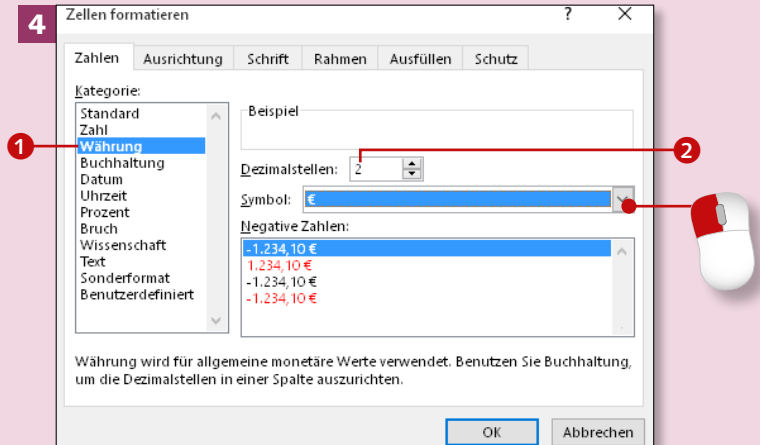 4
Zellen formatieren ? ×
Zahlen Ausrichtung Schrift Rahmen Ausfüllen Schutz
Kategorie:
Standard
Zahl
Währung
Buchhaltung
Datum
Uhrzeit
Prozent
Bruch
Wissenschaft
Text
Sonderformat
Benutzerdefiniert
1
Beispiel
2
Dezimalstellen: 2
Symbol: €
Negative Zahlen:
-1.234,10 €
1.234,10 €
-1.234,10 €
-1.234,10 €
Währung wird für allgemeine monetäre Werte verwendet. Benutzen Sie Buchhaltung,
um die Dezimalstellen in einer Spalte auszurichten.
OK Abbrechen